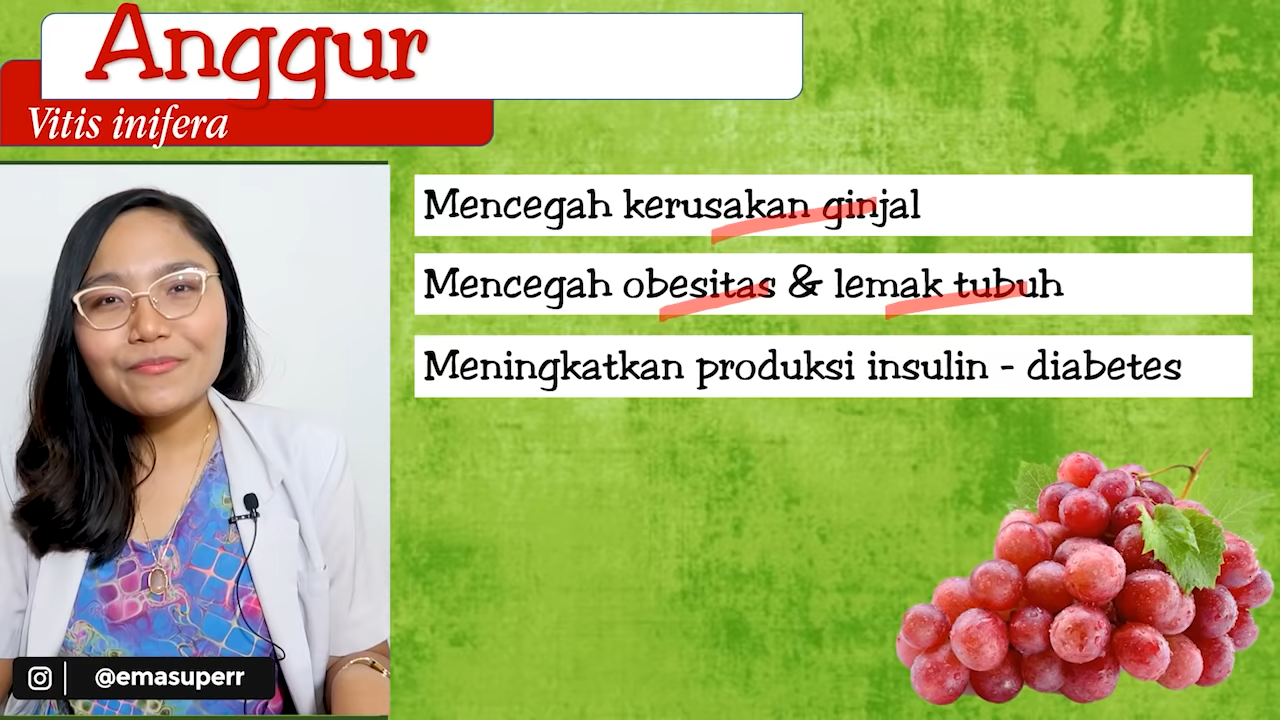 Anggur
Vitis inifera
Mencegah kerusakan ginjal
Mencegah obesitas & lemak tubuh
Meningkatkan produksi insulin - diabetes
@emasuperr